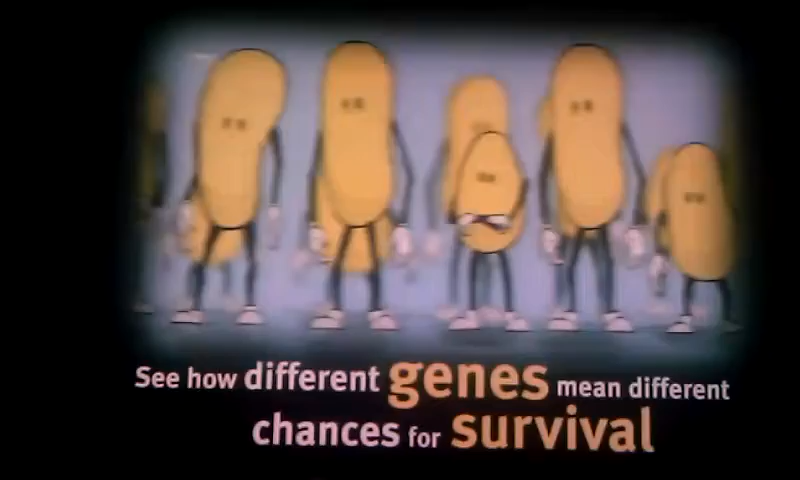 See how different genes mean different
chances for survival